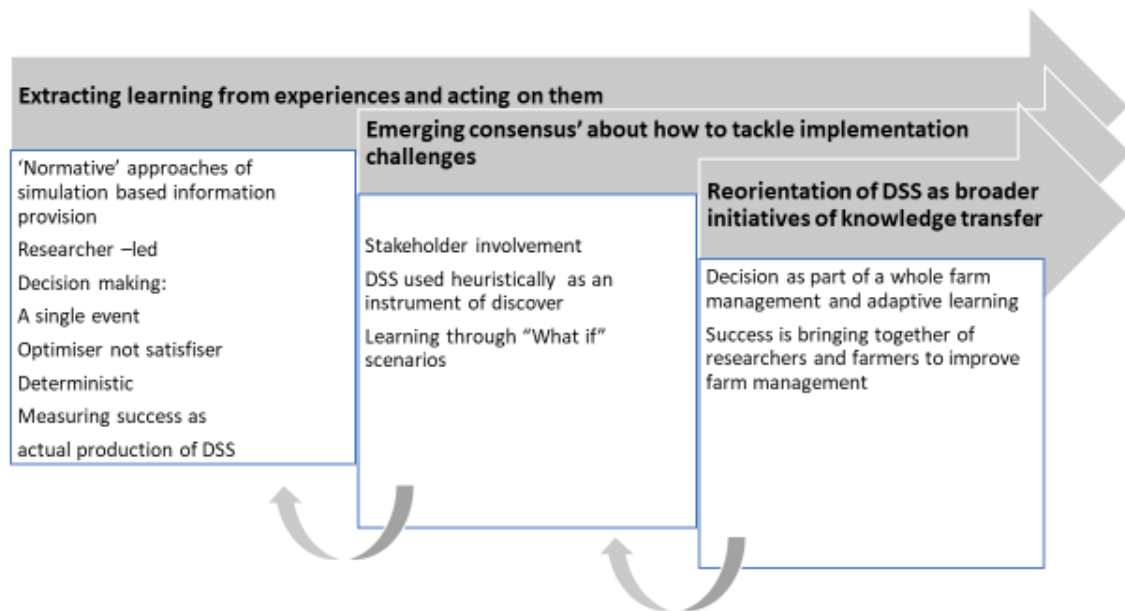 Extracting learning from experiences and acting on them
‘Normative’ approaches of
simulation based information
provision
Researcher –led
Decision making:
A single event
Optimiser not satisfiser
Deterministic
Measuring success as
actual production of DSS
Emerging consensus’ about how to tackle implementation
challenges
Stakeholder involvement
DSS used heuristically as an
instrument of discover
Learning through “What if”
scenarios
Reorientation of DSS as broader
initiatives of knowledge transfer
Decision as part of a whole farm
management and adaptive learning
Success is bringing together of
researchers and farmers to improve
farm management